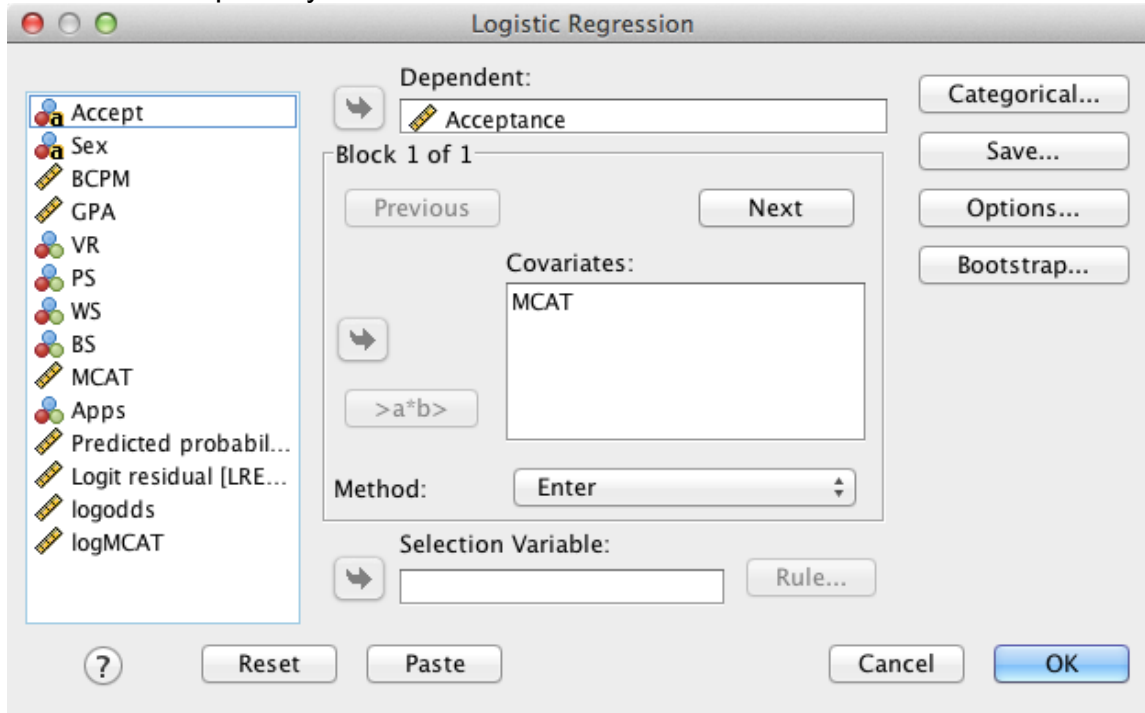 Logistic Regression
Accept
Sex
BCPM
GPA
VR
PS
WS
BS
MCAT
Apps
Predicted probabil...
Logit residual [LRE...
logodds
logMCAT
Dependent:
Acceptance
Block 1 of 1
Previous
Next
Covariates:
MCAT
>a*b>
Method:
Enter
Selection Variable:
Rule...
Categorical...
Save...
Options...
Bootstrap...
?
Reset
Paste
Cancel
OK